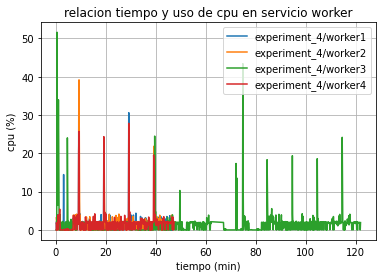 relacion tiempo y uso de cpu en servicio worker
experiment_4/worker1
experiment_4/worker2
experiment_4/worker3
experiment_4/worker4
cpu (%)
50
40
30
20
10
0
0 20 40 60 80 100 120
tiempo (min)